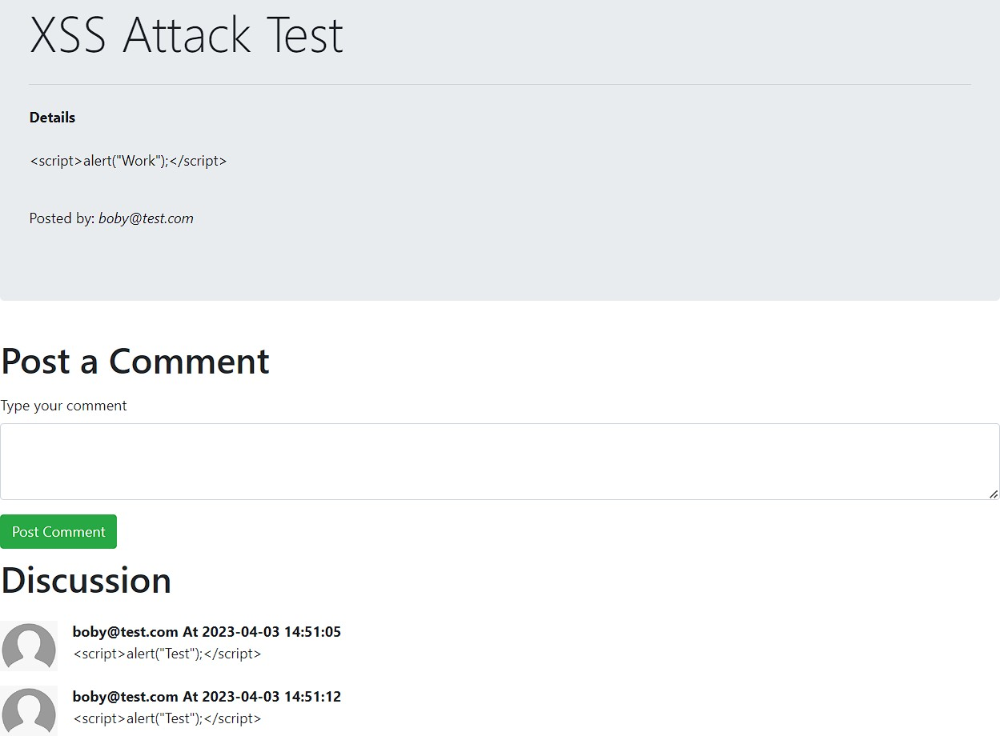 XSS Attack Test
Details
<script>alert("Work");</script>
Posted by: boby@test.com
Post a Comment
Type your comment
Post Comment
Discussion
boby@test.com At 2023-04-03 14:51:05
<script>alert("Test");</script>
boby@test.com At 2023-04-03 14:51:12
<script>alert("Test");</script>